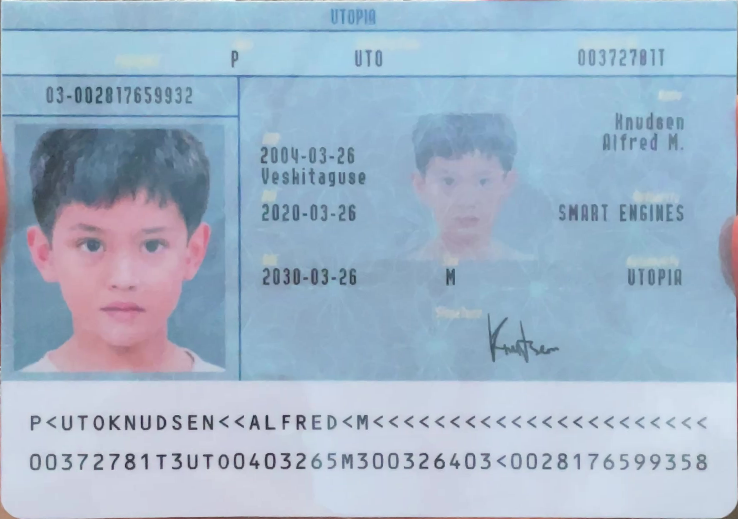 UTOPIA
P UTO 00372781T
03-002817659932
Knudsen
Alfred M.
2004-03-26
Veskitaguse
2020-03-26 SMART ENGINES
2030-03-26 M UTOPIA
Knudsen
P<UTOKNUDSEN<<ALFRED<M<<<<<<<<<<<<<<<<<<<<<<
00372781T3UTO0403265M300326403<0028176599358